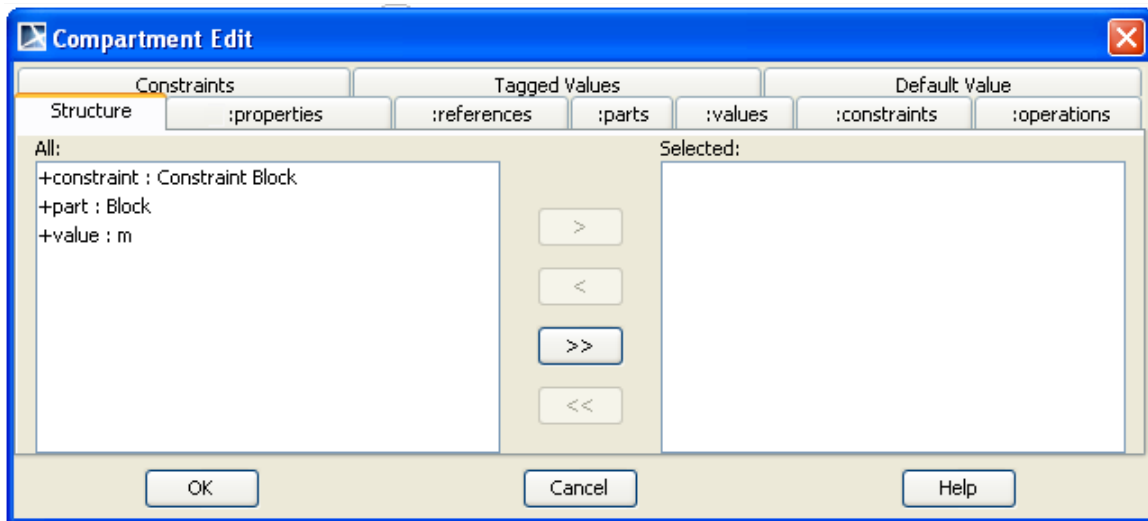 Compartment Edit
Constraints Tagged Values Default Value
Structure :properties :references :parts :values :constraints :operations
All: Selected:
+constraint : Constraint Block
+part : Block
+value : m
>
<
>>
<<
OK Cancel Help